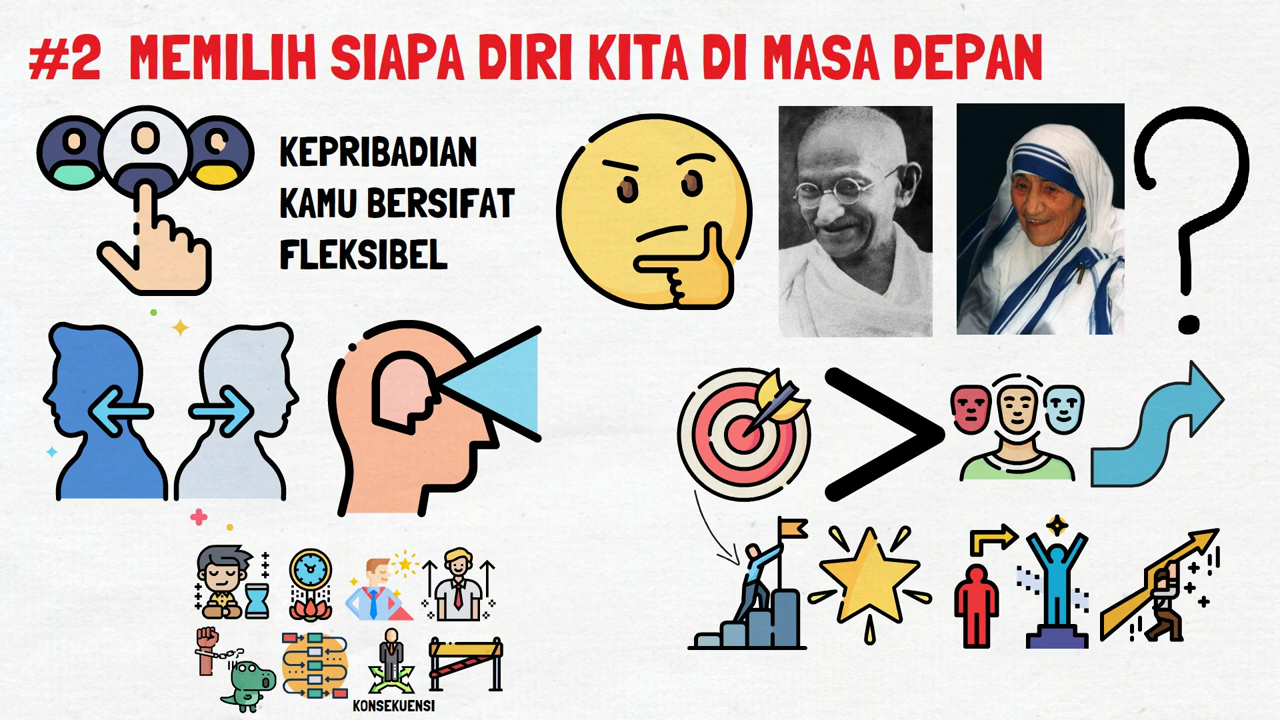 #2 MEMILIH SIAPA DIRI KITA DI MASA DEPAN
KEPRIBADIAN
KAMU BERSIFAT
FLEKSIBEL
KONSEKUENSI